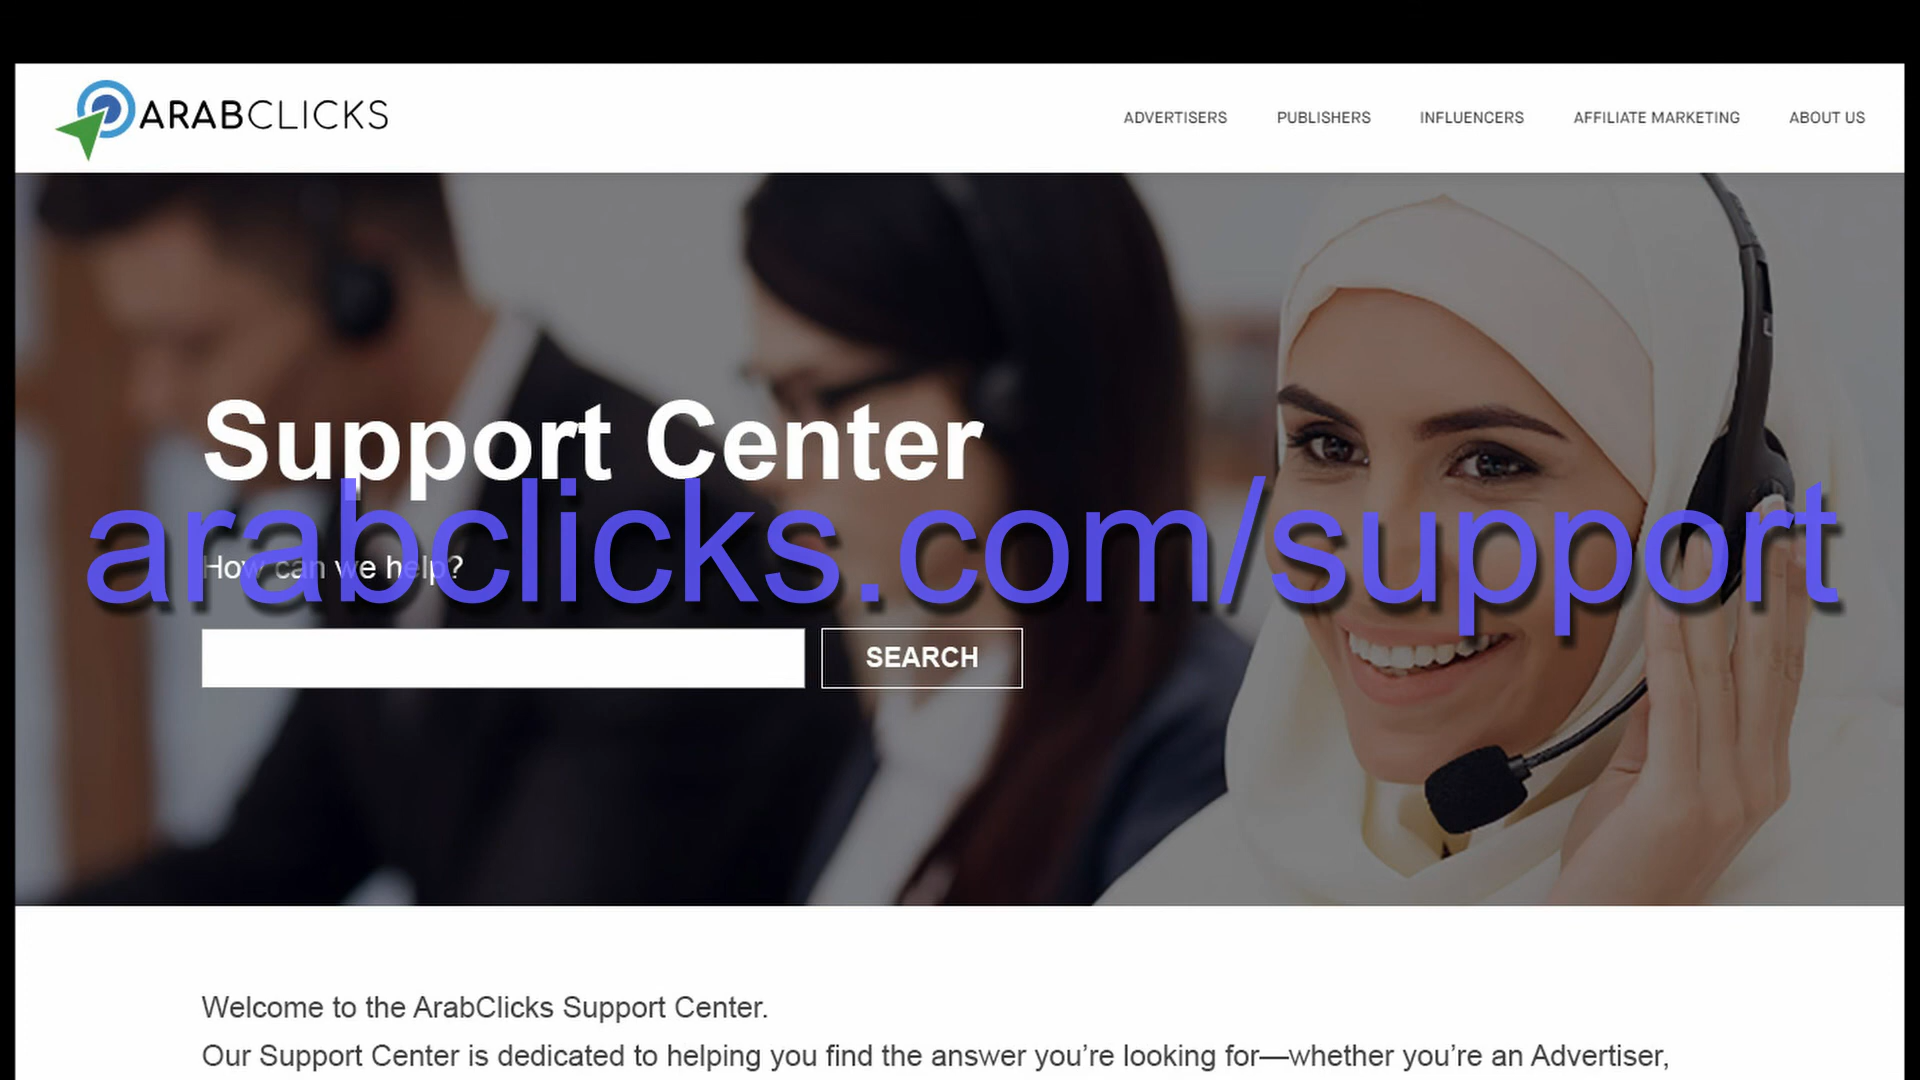 ARABCLICKS
ADVERTISERS PUBLISHERS INFLUENCERS AFFILIATE MARKETING ABOUT US
Support Center
arabclicks.com/support
How can we help?
SEARCH
Welcome to the ArabClicks Support Center.
Our Support Center is dedicated to helping you find the answer you’re looking for—whether you’re an Advertiser,